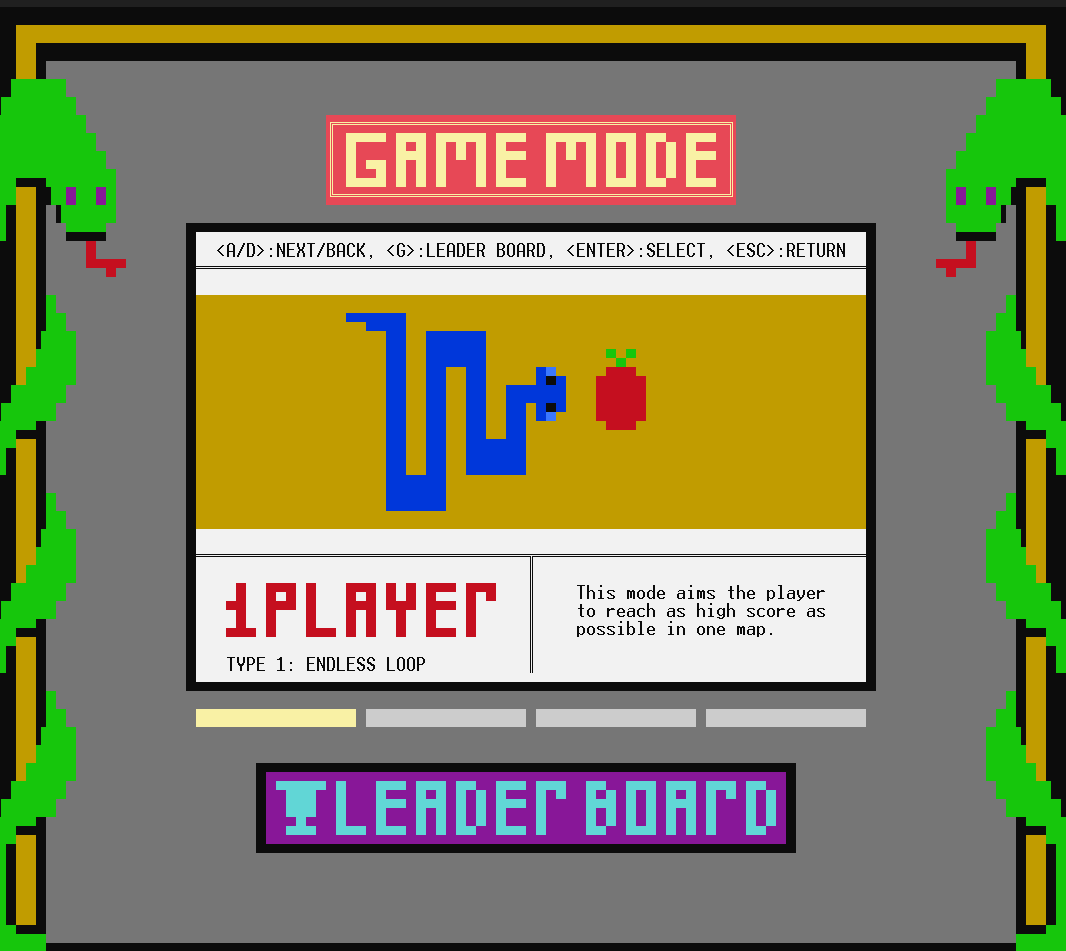 GAME MODE
<A/D>:NEXT/BACK, <G>:LEADER BOARD, <ENTER>:SELECT, <ESC>:RETURN
1PLAYER
TYPE 1: ENDLESS LOOP
This mode aims the player
to reach as high score as
possible in one map.
LEADER BOARD